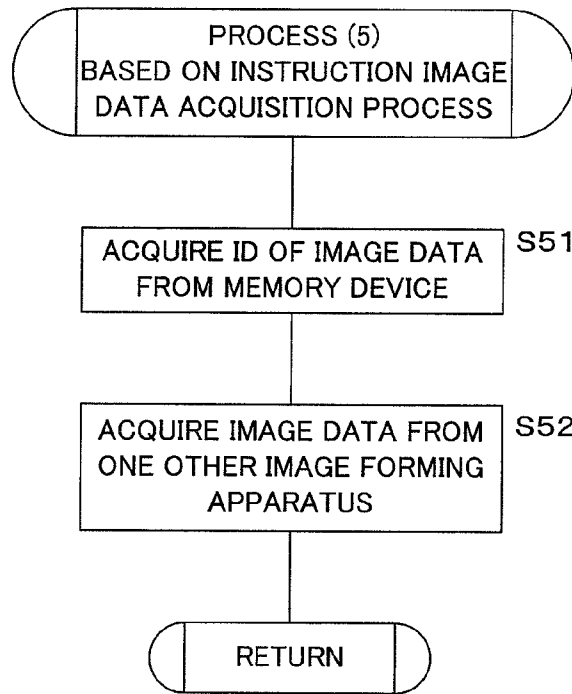 PROCESS (5)
BASED ON INSTRUCTION IMAGE
DATA ACQUISITION PROCESS
ACQUIRE ID OF IMAGE DATA
FROM MEMORY DEVICE
S51
ACQUIRE IMAGE DATA FROM
ONE OTHER IMAGE FORMING
APPARATUS
S52
RETURN